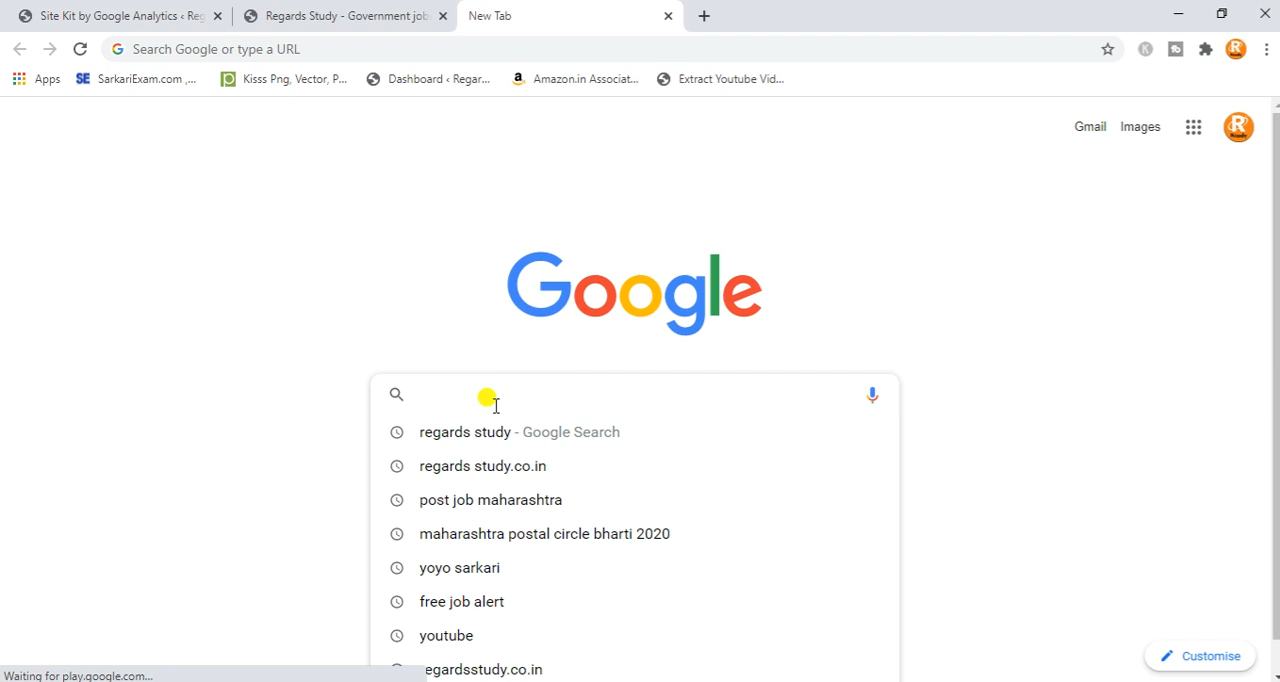 Site Kit by Google Analytics ‹ Reg
Regards Study - Government job
New Tab
Search Google or type a URL
Apps
SE SarkariExam.com ,...
Kisss Png, Vector, P...
Dashboard ‹ Regar...
Amazon.in Associat...
Extract Youtube Vid...
Gmail
Images
Google
regards study - Google Search
regards study.co.in
post job maharashtra
maharashtra postal circle bharti 2020
yoyo sarkari
free job alert
youtube
egardsstudy.co.in
Customise
Waiting for play.google.com...